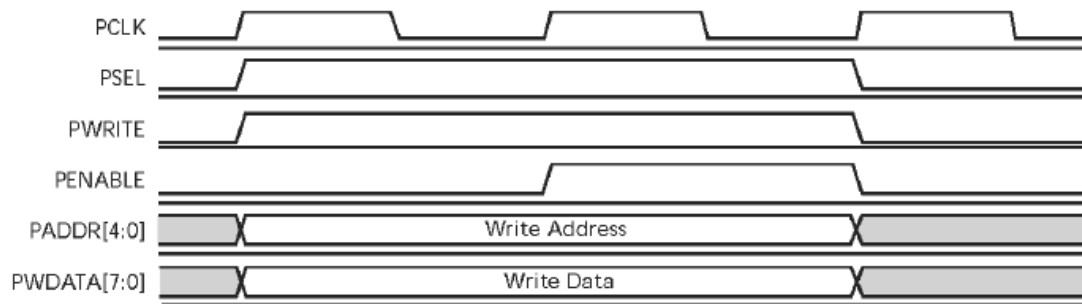 PCLK
PSEL
PWRITE
PENABLE
PADDR[4:0] Write Address
PWDATA[7:0] Write Data